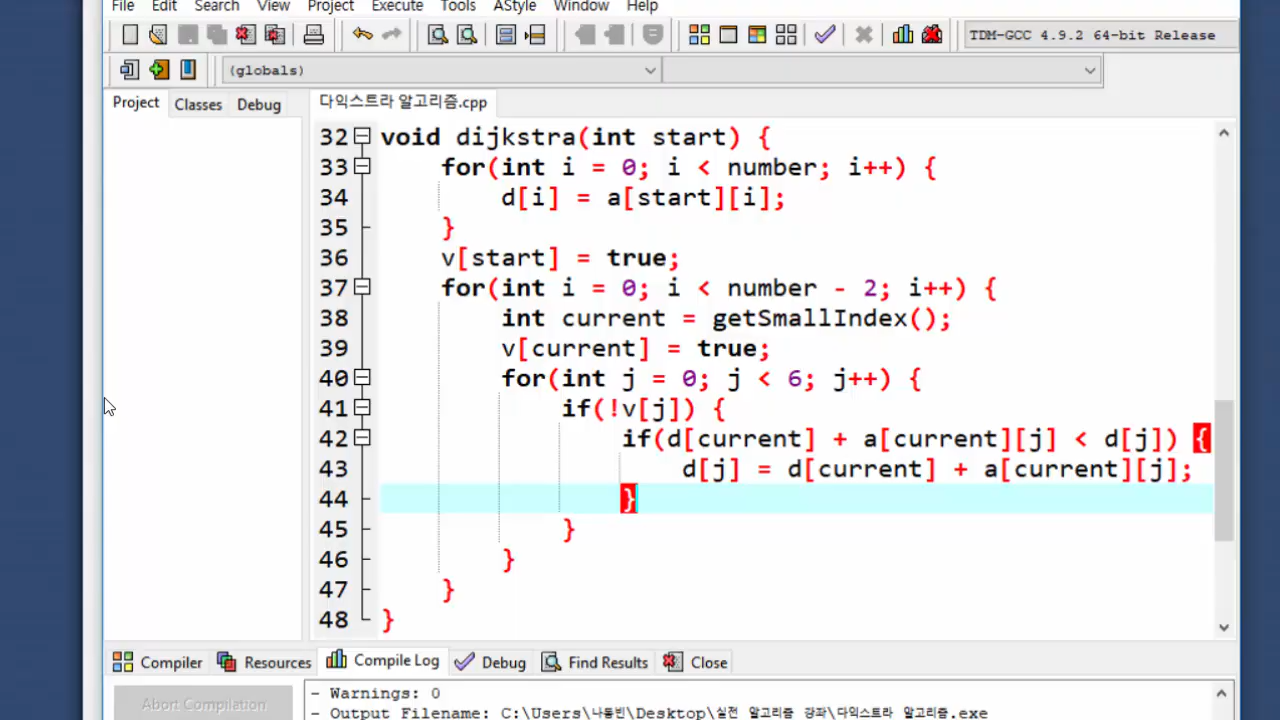 File Edit Search View Project Execute Tools AStyle Window Help
TDM-GCC 4.9.2 64-bit Release
(globals)
Project Classes Debug 다익스트라 알고리즘.cpp
32 void dijkstra(int start) {
33 for(int i = 0; i < number; i++) {
34 d[i] = a[start][i];
35 }
36 v[start] = true;
37 for(int i = 0; i < number - 2; i++) {
38 int current = getSmallIndex();
39 v[current] = true;
40 for(int j = 0; j < 6; j++) {
41 if(!v[j]) {
42 if(d[current] + a[current][j] < d[j]) {
43 d[j] = d[current] + a[current][j];
44 }
45 }
46 }
47 }
48 }
Compiler Resources Compile Log Debug Find Results Close
Abort Compilation
- Warnings: 0
- Output Filename: C:\Users\나동빈\Desktop\실전 알고리즘 강좌\다익스트라 알고리즘.exe